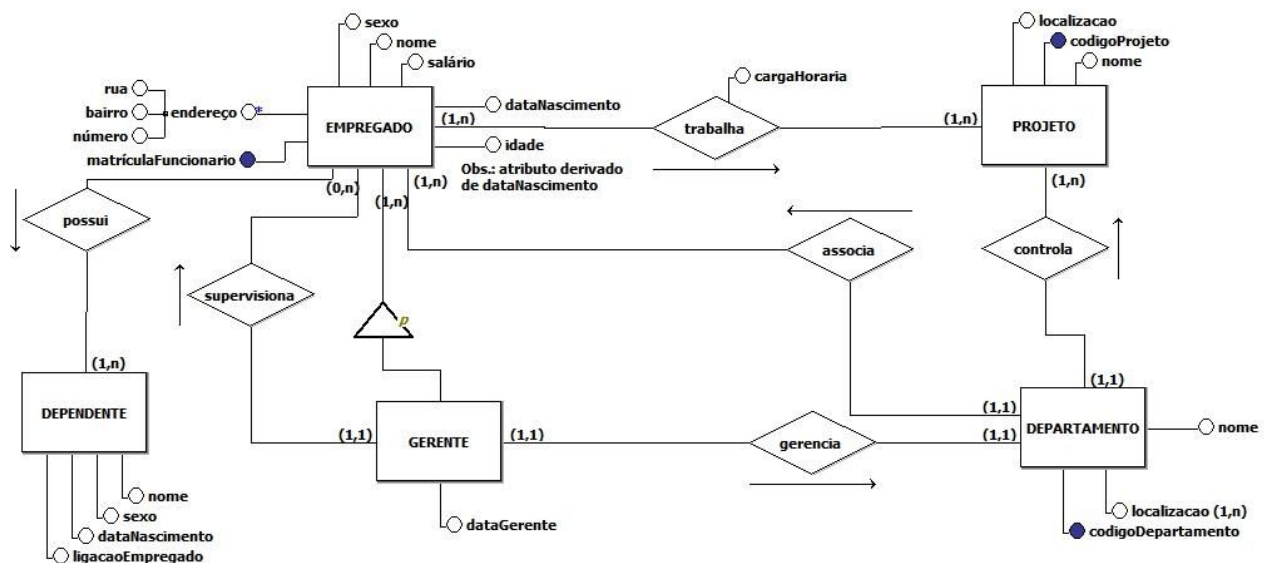 sexo
nome
salário
rua
bairro
número
endereço
*
matrículaFuncionario
EMPREGADO
dataNascimento
(1,n)
idade
Obs.: atributo derivado
de dataNascimento
cargaHoraria
trabalha
localizacao
codigoProjeto
nome
(1,n)
PROJETO
(0,n)
(1,n)
(1,n)
(1,n)
possui
supervisiona
associa
controla
p
(1,n)
DEPENDENTE
(1,1)
GERENTE
(1,1)
gerencia
(1,1)
(1,1)
(1,1)
DEPARTAMENTO
nome
nome
sexo
dataNascimento
ligacaoEmpregado
dataGerente
localizacao (1,n)
codigoDepartamento